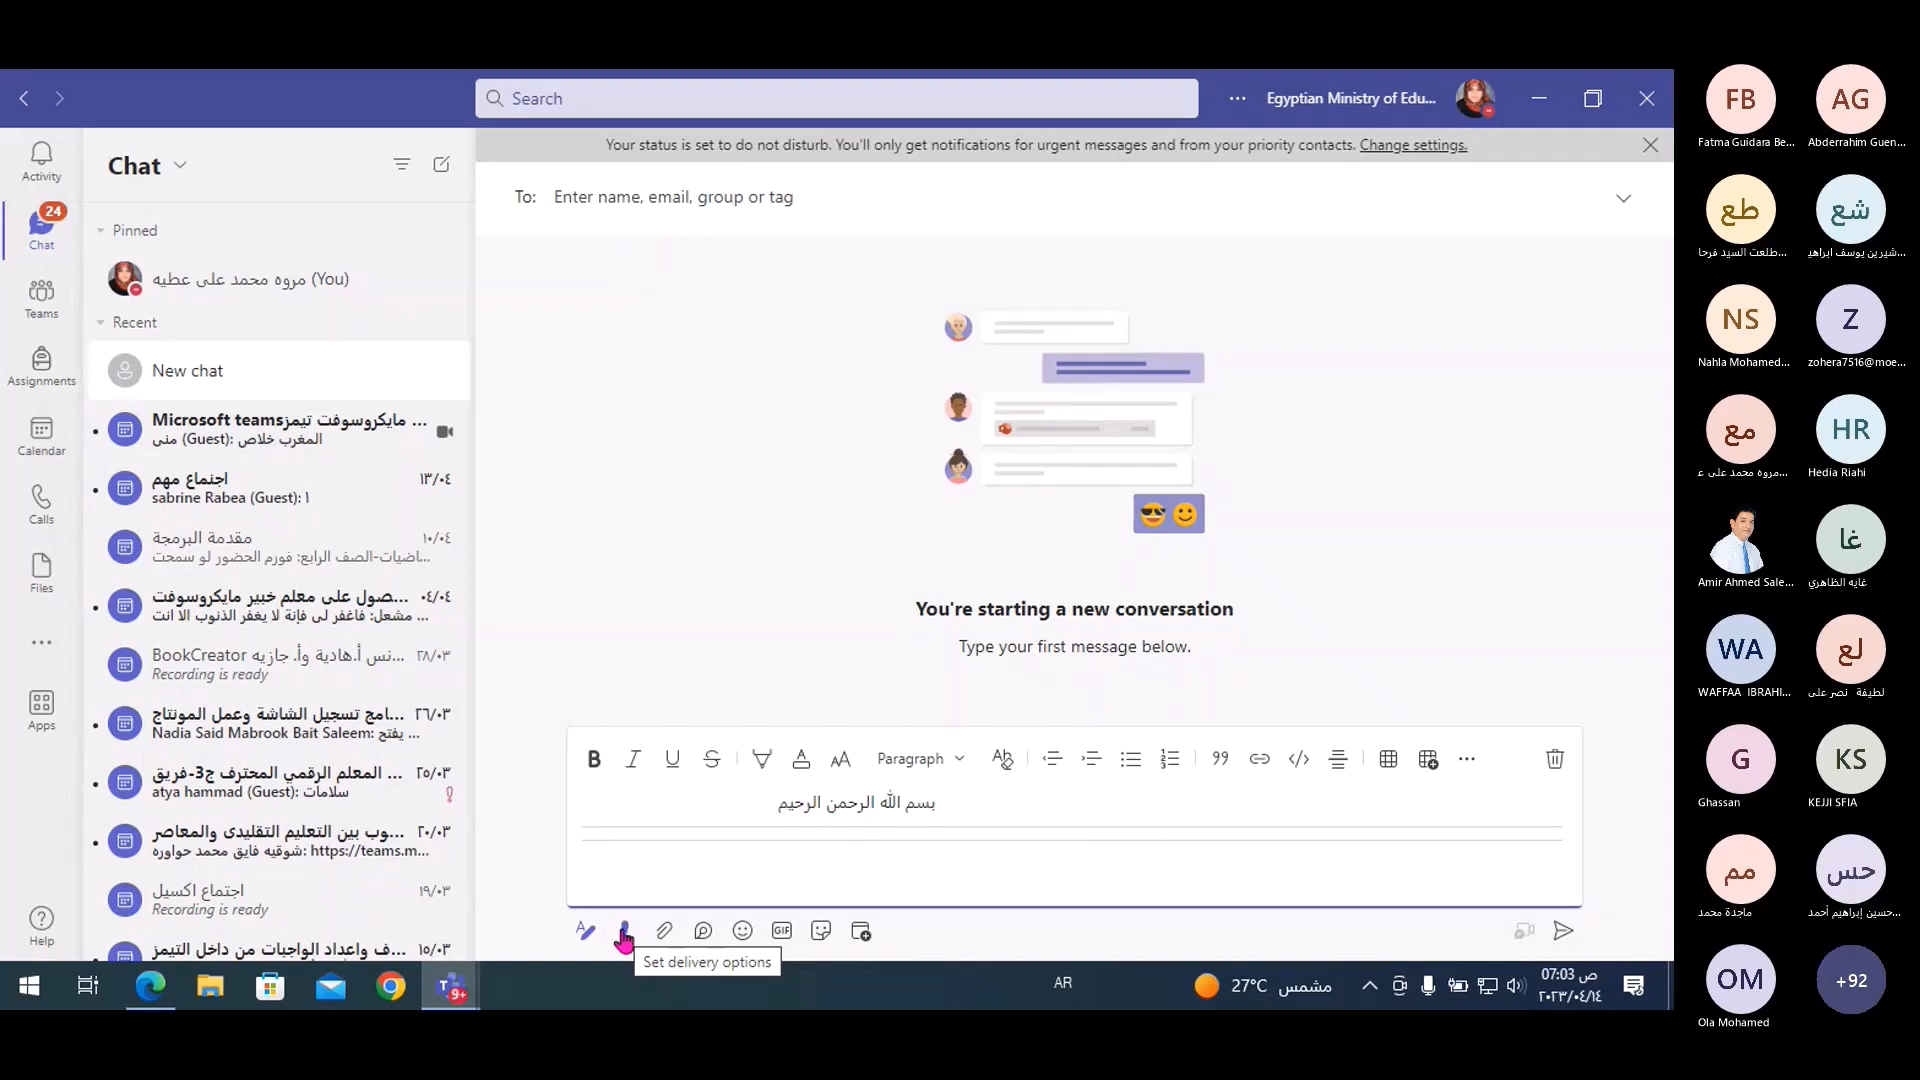 Search
Egyptian Ministry of Edu...
Your status is set to do not disturb. You'll only get notifications for urgent messages and from your priority contacts. Change settings.
Activity
24
Chat
Teams
Assignments
Calendar
Calls
Files
Apps
Help
Chat
Pinned
مروه محمد على عطيه (You)
Recent
New chat
Microsoft teamsمايكروسوفت تيمز ...
منى (Guest): المغرب خلاص
اجتماع مهم
١٣/٠٤
sabrine Rabea (Guest): ا
مقدمة البرمجة
١٠/٠٤
...اضيات-الصف الرابع: فورم الحضور لو سمحت
...صول على معلم خبير مايكروسوفت
٠٤/٠٤
مشعل: فاغفر لى فإنة لا يغفر الذنوب الا انت ...
BookCreator نس أ.هادية وأ. جازيه...
٢٨/٠٣
Recording is ready
...امج تسجيل الشاشة وعمل المونتاج
٢٦/٠٣
Nadia Said Mabrook Bait Saleem: يفتح ...
المعلم الرقمي المحترف ج3-فريق ...
٢٥/٠٣
atya hammad (Guest): سلامات
...وب بين التعليم التقليدى والمعاصر
٢٠/٠٣
شوقيه فايق محمد حواوره: https://teams.m...
اجتماع اكسيل
١٩/٠٣
Recording is ready
...ف واعداد الواجبات من داخل التيمز
١٥/٠٣
To: Enter name, email, group or tag
You're starting a new conversation
Type your first message below.
B I U S A AA Paragraph Ab
بسم الله الرحمن الرحيم
GIF
Set delivery options
T 9+
AR
27°C مشمس
07:03 ص
٢٠٢٣/٠٤/١٤
FB
Fatma Guidara Be...
AG
Abderrahim Guen...
طع
طلعت السيد فرحا...
شع
شيرين يوسف ابراهي...
NS
Nahla Mohamed...
Z
zohera7516@moe...
مع
مروه محمد على ع...
HR
Hedia Riahi
Amir Ahmed Sale...
غا
غايه الظاهري
WA
WAFFAA IBRAHI...
لع
لطيفة نصر على
G
Ghassan
KS
KEJJI SFIA
مم
ماجدة محمد
حس
حسين إبراهيم أحمد...
OM
Ola Mohamed
+92